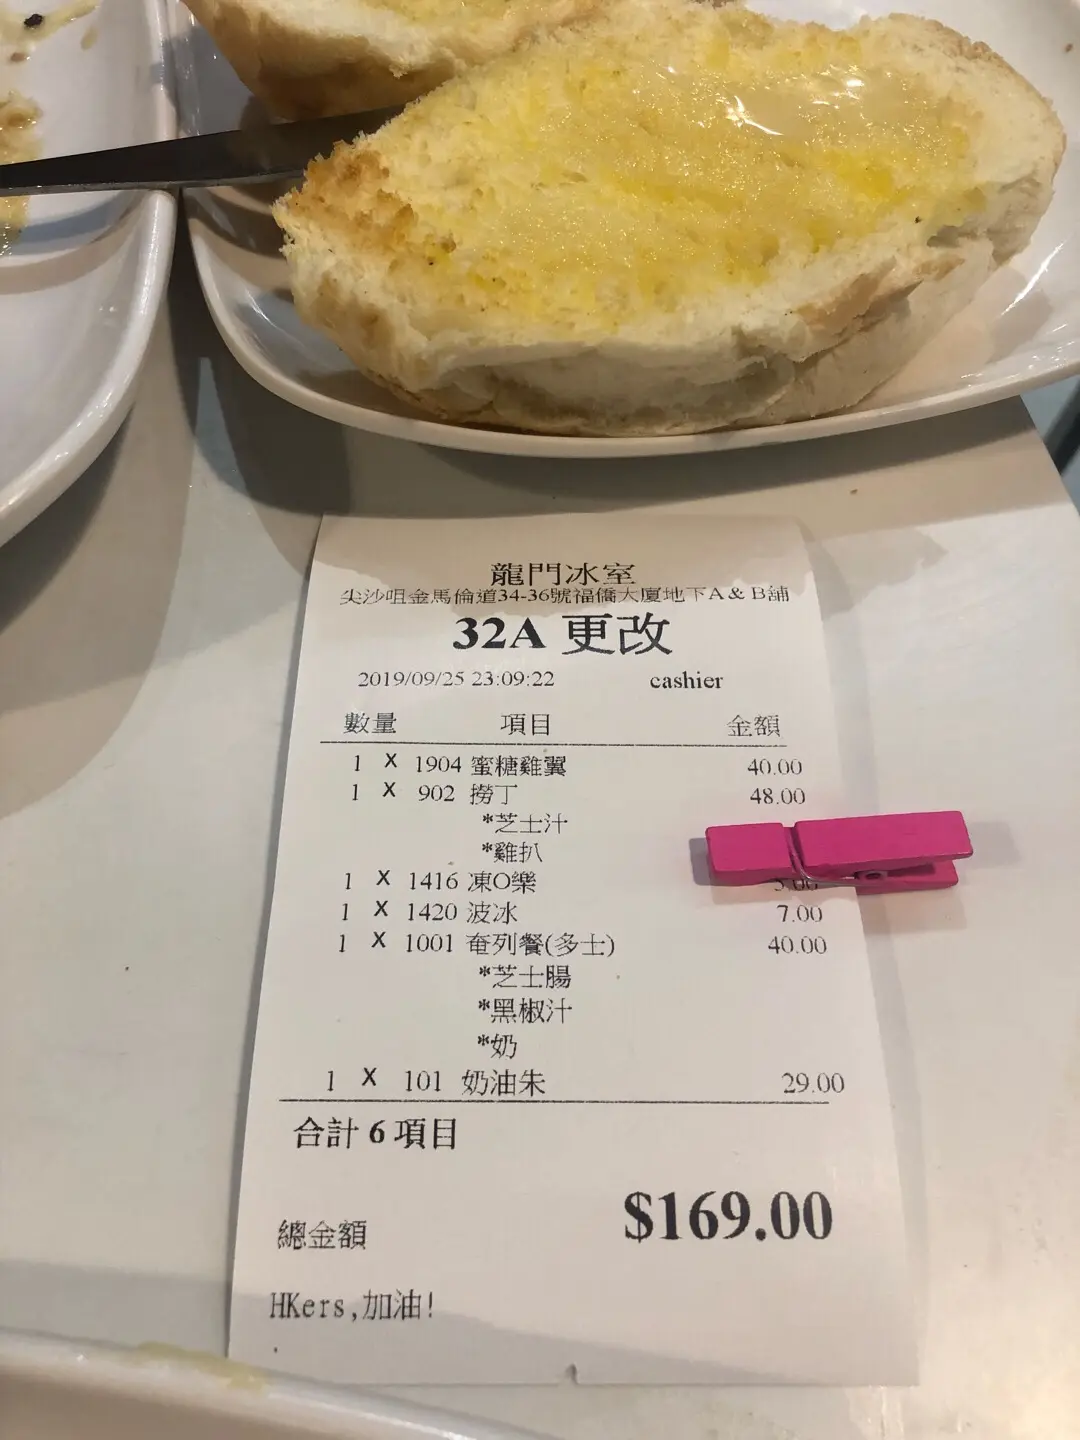 龍門冰室
尖沙咀金馬倫道34-36號福僑大廈地下A & B舖
32A 更改
2019/09/25 23:09:22 cashier
數量 項目 金額
1 X 1904 蜜糖雞翼 40.00
1 X 902 撈丁 48.00
*芝士汁
*雞扒
1 X 1416 凍O樂 5.00
1 X 1420 波冰 7.00
1 X 1001 奄列餐(多士) 40.00
*芝士腸
*黑椒汁
*奶
1 X 101 奶油朱 29.00
合計 6 項目
總金額 $169.00
HKers,加油!